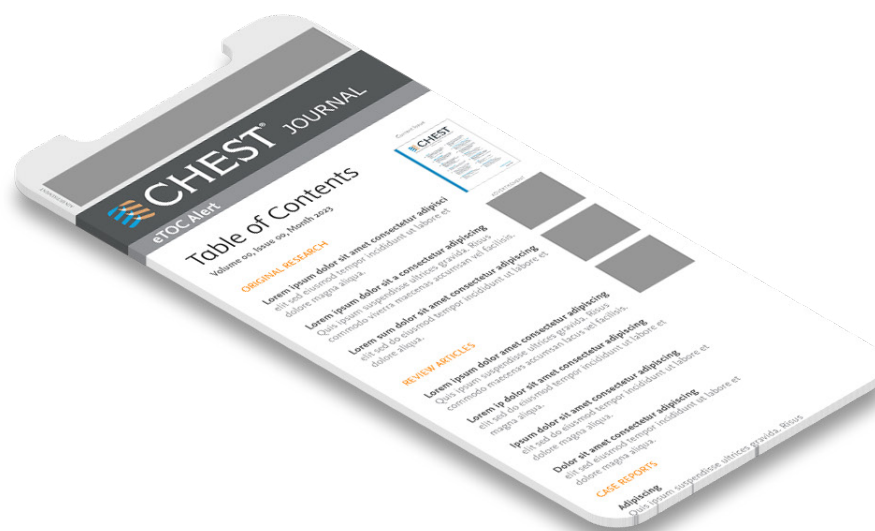 ADVERTISEMENT
CHEST® JOURNAL
eTOC Alert
Table of Contents
Volume 00, Issue 00, Month 2023
Current Issue
CHEST
ADVERTISEMENT
ORIGINAL RESEARCH
Lorem ipsum dolor sit amet consectetur adipisci
elit sed eiusmod tempor incididunt ut labore et
dolore magna aliqua.
Lorem ipsum dolor sit a consectetur adipiscing
Quis ipsum suspendisse ultrices gravida. Risus
commodo viverra maecenas accumsan vel facilisis.
Lorem sum dolor sit amet consectetur adipiscing
elit sed do eiusmod tempor incididunt ut labore et
dolore aliqua.
REVIEW ARTICLES
Lorem ipsum dolor amet consectetur adipiscing
Quis ipsum suspendisse ultrices gravida. Risus
commodo maecenas accumsan lacus vel facilisis.
Lorem ip dolor sit amet consectetur adipiscing
elit sed do eiusmod tempor incididunt ut labore et
magna aliqua.
Ipsum dolor sit amet consectetur adipiscing
elit sed do eiusmod tempor incididunt ut labore et
dolore magna aliqua.
Dolor sit amet consectetur adipiscing
elit sed eiusmod tempor incididunt ut labore et
dolore magna aliqua.
CASE REPORTS
Adipiscing
Quis ipsum suspendisse ultrices gravida. Risus